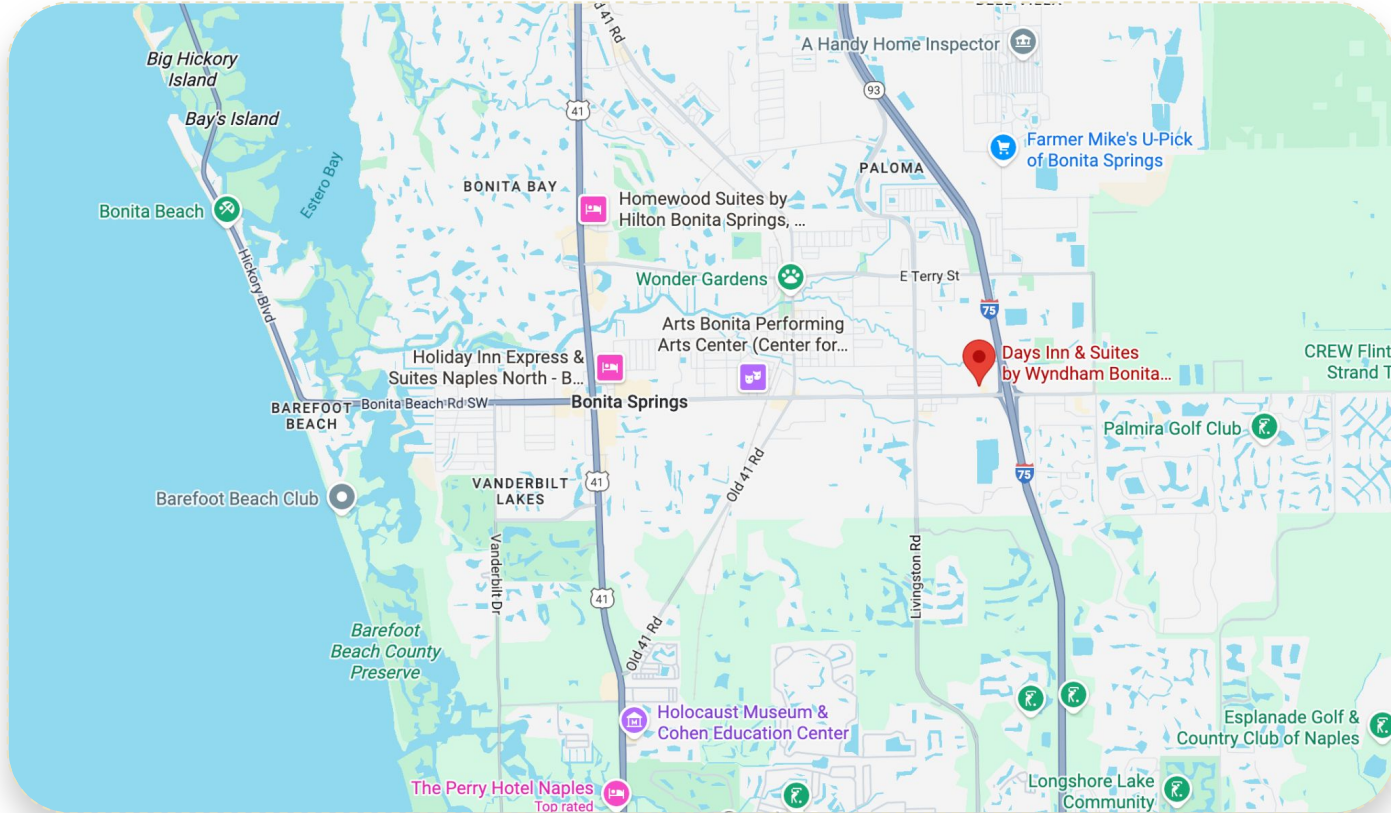 Big Hickory
Island
Bay's Island
Estero Bay
Bonita Beach
Hickory Blvd
41
BONITA BAY
Homewood Suites by
Hilton Bonita Springs, ...
A Handy Home Inspector
93
Farmer Mike's U-Pick
of Bonita Springs
PALOMA
Wonder Gardens
E Terry St
75
Arts Bonita Performing
Arts Center (Center for...
Holiday Inn Express &
Suites Naples North - B...
Days Inn & Suites
by Wyndham Bonita...
CREW Flint
Strand T
BAREFOOT
BEACH
Bonita Beach Rd SW
Bonita Springs
Palmira Golf Club
75
Old 41 Rd
VANDERBILT
LAKES
41
Barefoot Beach Club
Vanderbilt Dr
Livingston Rd
41
Old 41 Rd
Barefoot
Beach County
Preserve
Holocaust Museum &
Cohen Education Center
Esplanade Golf &
Country Club of Naples
The Perry Hotel Naples
Top rated
Longshore Lake
Community